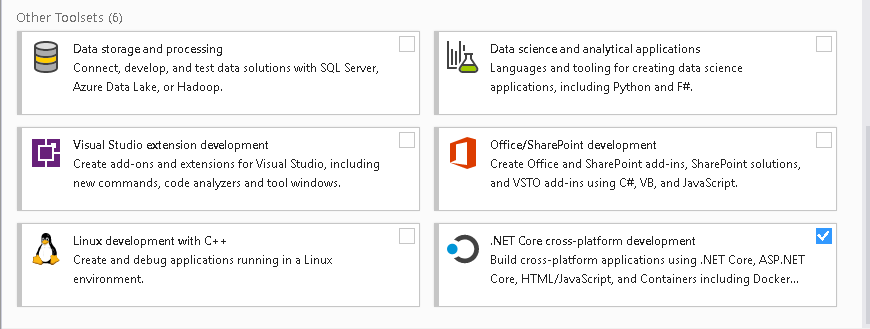 Other Toolsets (6)
Data storage and processing
Connect, develop, and test data solutions with SQL Server,
Azure Data Lake, or Hadoop.
Data science and analytical applications
Languages and tooling for creating data science
applications, including Python and F#.
Visual Studio extension development
Create add-ons and extensions for Visual Studio, including
new commands, code analyzers and tool windows.
Office/SharePoint development
Create Office and SharePoint add-ins, SharePoint solutions,
and VSTO add-ins using C#, VB, and JavaScript.
Linux development with C++
Create and debug applications running in a Linux
environment.
.NET Core cross-platform development
Build cross-platform applications using .NET Core, ASP.NET
Core, HTML/JavaScript, and Containers including Docker...